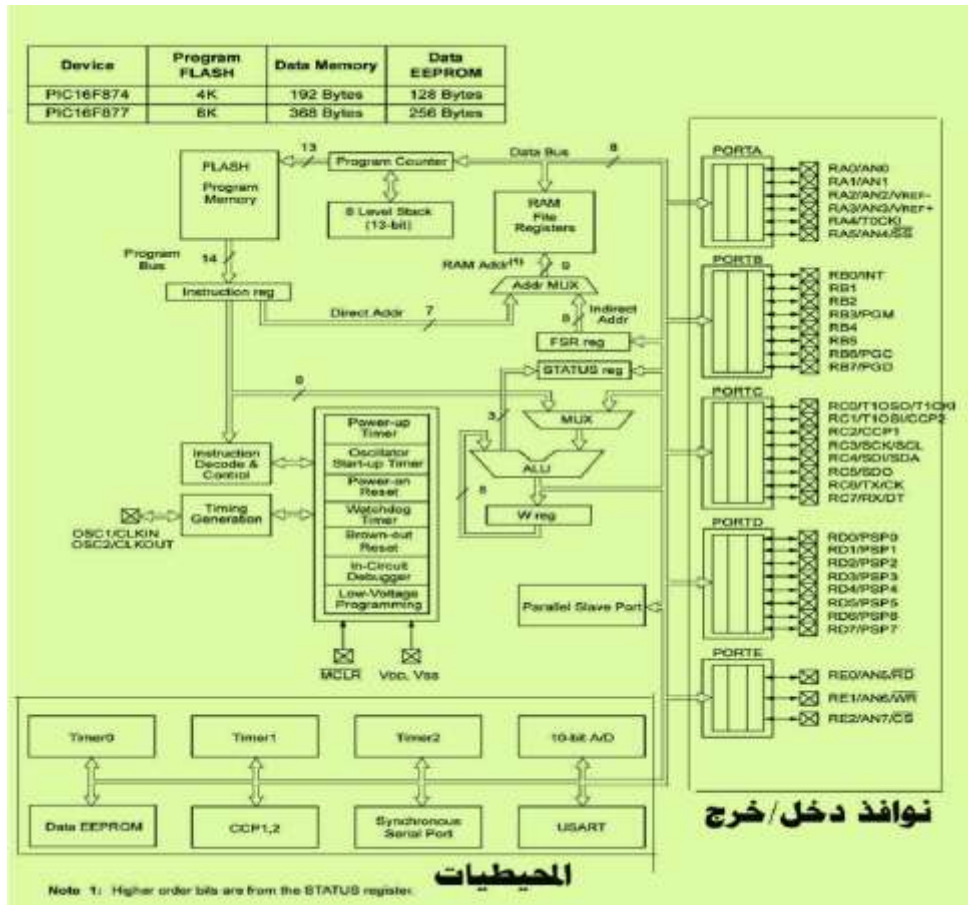 Device Program FLASH Data Memory Data EEPROM
PIC16F874 4K 192 Bytes 128 Bytes
PIC16F877 8K 368 Bytes 256 Bytes
13
Program Counter
Data Bus
8
FLASH
Program
Memory
8 Level Stack
(13-bit)
RAM
File
Registers
Program
Bus
14
RAM Addr(1)
9
Addr MUX
Instruction reg
Direct Addr
7
8
Indirect
Addr
FSR reg
STATUS reg
8
3
MUX
ALU
8
W reg
Instruction
Decode &
Control
Timing
Generation
OSC1/CLKIN
OSC2/CLKOUT
Power-up
Timer
Oscillator
Start-up Timer
Power-on
Reset
Watchdog
Timer
Brown-out
Reset
In-Circuit
Debugger
Low-Voltage
Programming
MCLR
VDD, VSS
Parallel Slave Port
PORTA
RA0/AN0
RA1/AN1
RA2/AN2/VREF-
RA3/AN3/VREF+
RA4/T0CKI
RA5/AN4/SS
PORTB
RB0/INT
RB1
RB2
RB3/PGM
RB4
RB5
RB6/PGC
RB7/PGD
PORTC
RC0/T1OSO/T1CKI
RC1/T1OSI/CCP2
RC2/CCP1
RC3/SCK/SCL
RC4/SDI/SDA
RC5/SDO
RC6/TX/CK
RC7/RX/DT
PORTD
RD0/PSP0
RD1/PSP1
RD2/PSP2
RD3/PSP3
RD4/PSP4
RD5/PSP5
RD6/PSP6
RD7/PSP7
PORTE
RE0/AN5/RD
RE1/AN6/WR
RE2/AN7/CS
Timer0
Timer1
Timer2
10-bit A/D
Data EEPROM
CCP1,2
Synchronous
Serial Port
USART
نوافذ دخل/خرج
المحيطيات
Note 1: Higher order bits are from the STATUS register.